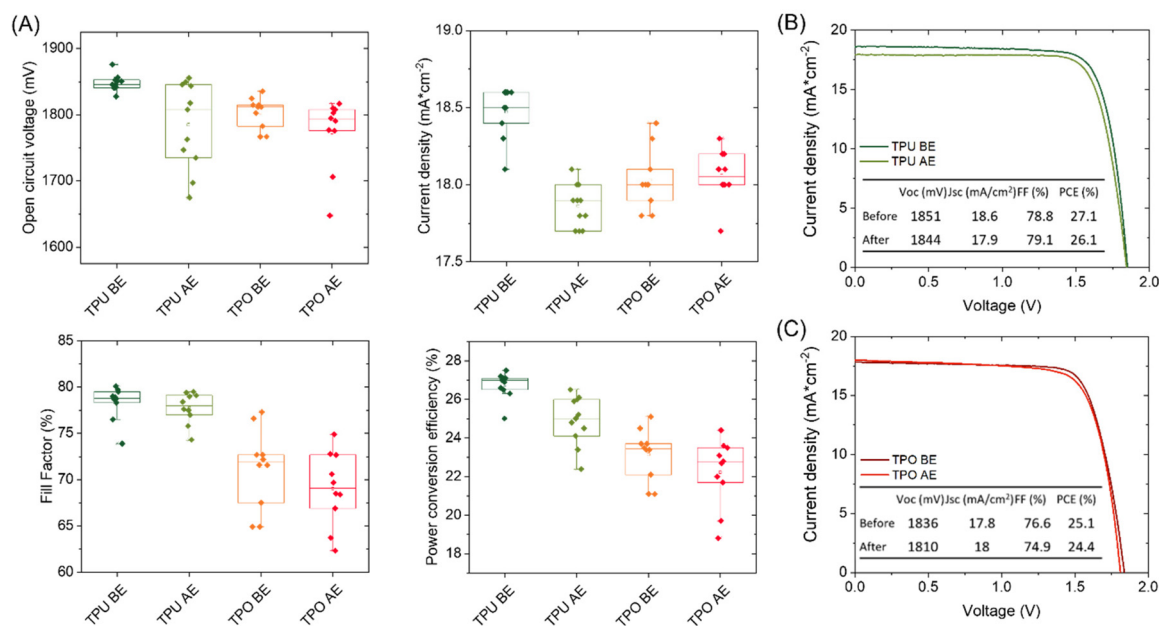 (A)
Open circuit voltage (mV)
1900
1800
1700
1600
TPU BE
TPU AE
TPO BE
TPO AE
Current density (mA*cm⁻²)
19.0
18.5
18.0
17.5
TPU BE
TPU AE
TPO BE
TPO AE
(B)
Current density (mA*cm⁻²)
20
15
10
5
0
TPU BE
TPU AE
Voc (mV) Jsc (mA/cm²) FF (%) PCE (%)
Before 1851 18.6 78.8 27.1
After 1844 17.9 79.1 26.1
0.0 0.5 1.0 1.5 2.0
Voltage (V)
Fill Factor (%)
85
80
75
70
65
60
TPU BE
TPU AE
TPO BE
TPO AE
Power conversion efficiency (%)
28
27
26
25
24
23
22
21
20
19
18
17
TPU BE
TPU AE
TPO BE
TPO AE
(C)
Current density (mA*cm⁻²)
20
15
10
5
0
TPO BE
TPO AE
Voc (mV) Jsc (mA/cm²) FF (%) PCE (%)
Before 1836 17.8 76.6 25.1
After 1810 18 74.9 24.4
0.0 0.5 1.0 1.5 2.0
Voltage (V)